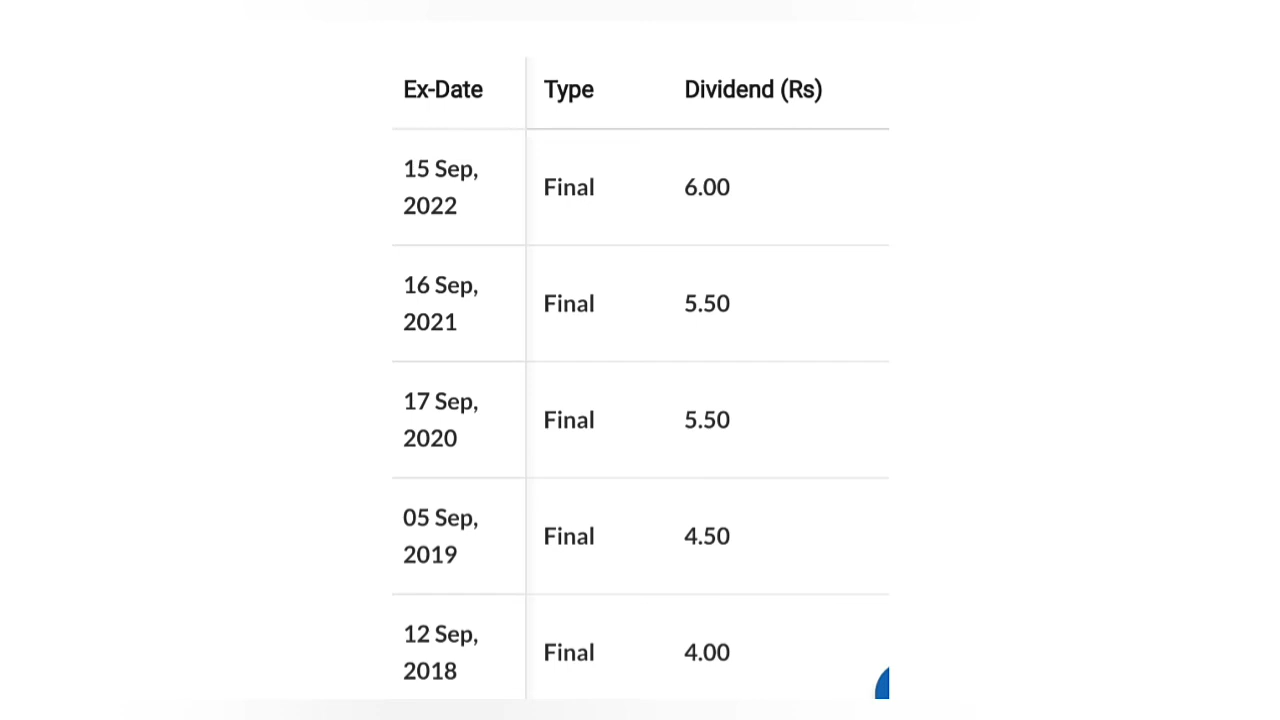 Ex-Date Type Dividend (Rs)
15 Sep,
2022 Final 6.00
16 Sep,
2021 Final 5.50
17 Sep,
2020 Final 5.50
05 Sep,
2019 Final 4.50
12 Sep,
2018 Final 4.00